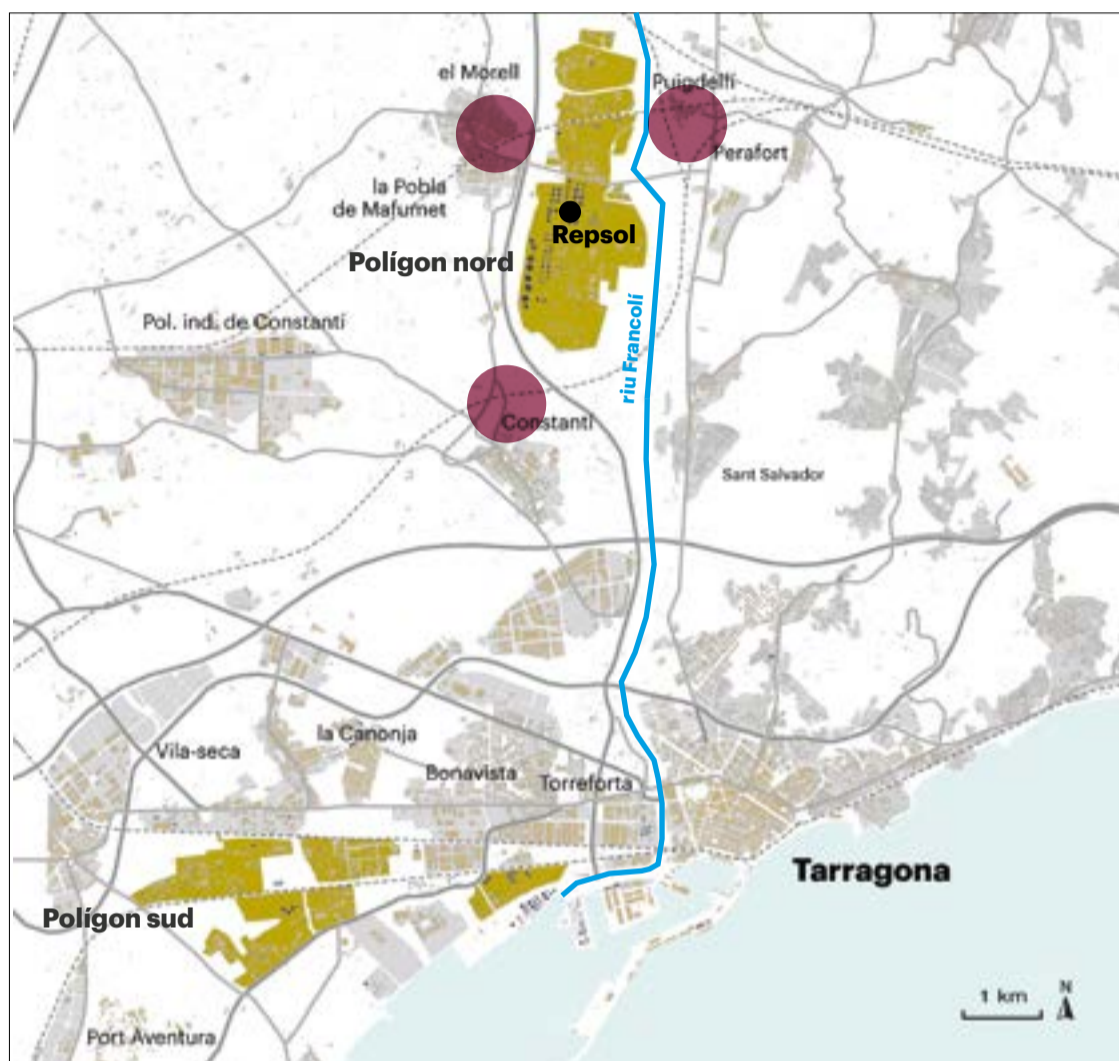 el Morell
Puigdelfí
Perafort
la Pobla
de Mafumet
Repsol
Polígon nord
Pol. ind. de Constantí
riu Francolí
Constantí
Sant Salvador
la Canonja
Vila-seca
Bonavista
Torreforta
Tarragona
Polígon sud
1 km
N
Port Aventura